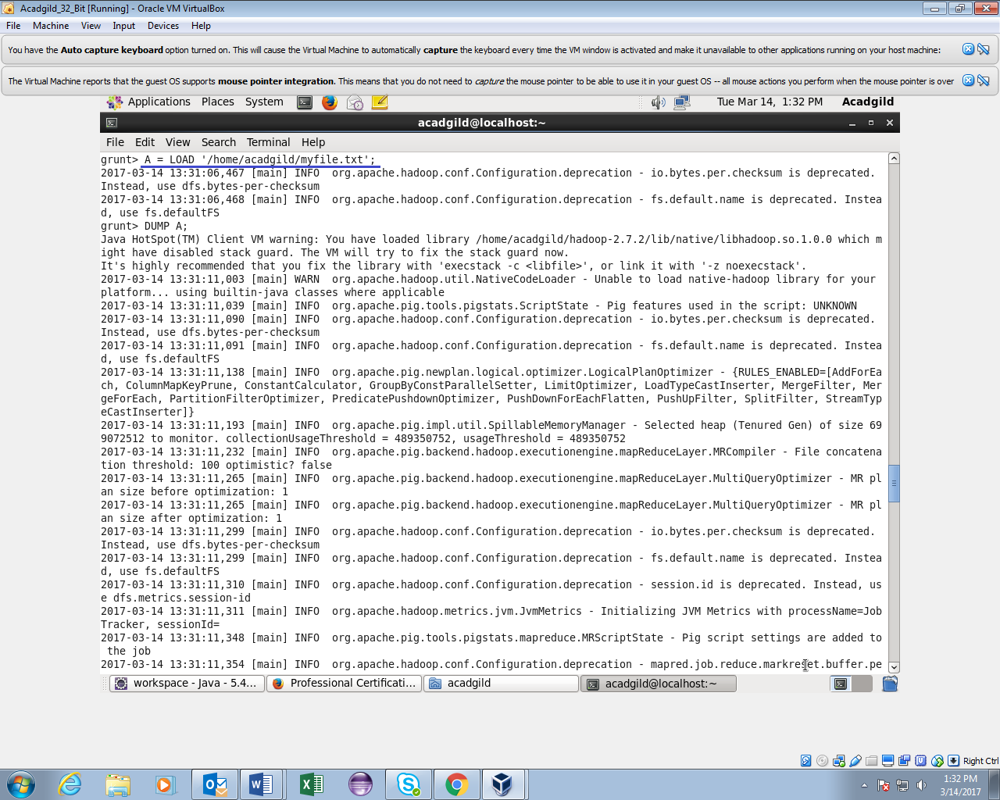 Acadgild_32_Bit [Running] - Oracle VM VirtualBox
File Machine View Input Devices Help
You have the Auto capture keyboard option turned on. This will cause the Virtual Machine to automatically capture the keyboard every time the VM window is activated and make it unavailable to other applications running on your host machine:
The Virtual Machine reports that the guest OS supports mouse pointer integration. This means that you do not need to capture the mouse pointer to be able to use it in your guest OS -- all mouse actions you perform when the mouse pointer is over
Applications Places System Tue Mar 14, 1:32 PM Acadgild
acadgild@localhost:~
File Edit View Search Terminal Help
grunt> A = LOAD '/home/acadgild/myfile.txt';
2017-03-14 13:31:06,467 [main] INFO  org.apache.hadoop.conf.Configuration.deprecation - io.bytes.per.checksum is deprecated.
Instead, use dfs.bytes-per-checksum
2017-03-14 13:31:06,468 [main] INFO  org.apache.hadoop.conf.Configuration.deprecation - fs.default.name is deprecated. Instea
d, use fs.defaultFS
grunt> DUMP A;
Java HotSpot(TM) Client VM warning: You have loaded library /home/acadgild/hadoop-2.7.2/lib/native/libhadoop.so.1.0.0 which m
ight have disabled stack guard. The VM will try to fix the stack guard now.
It's highly recommended that you fix the library with 'execstack -c <libfile>', or link it with '-z noexecstack'.
2017-03-14 13:31:11,003 [main] WARN  org.apache.hadoop.util.NativeCodeLoader - Unable to load native-hadoop library for your
platform... using builtin-java classes where applicable
2017-03-14 13:31:11,039 [main] INFO  org.apache.pig.tools.pigstats.ScriptState - Pig features used in the script: UNKNOWN
2017-03-14 13:31:11,090 [main] INFO  org.apache.hadoop.conf.Configuration.deprecation - io.bytes.per.checksum is deprecated.
Instead, use dfs.bytes-per-checksum
2017-03-14 13:31:11,091 [main] INFO  org.apache.hadoop.conf.Configuration.deprecation - fs.default.name is deprecated. Instea
d, use fs.defaultFS
2017-03-14 13:31:11,138 [main] INFO  org.apache.pig.newplan.logical.optimizer.LogicalPlanOptimizer - {RULES_ENABLED=[AddForEa
ch, ColumnMapKeyPrune, ConstantCalculator, GroupByConstParallelSetter, LimitOptimizer, LoadTypeCastInserter, MergeFilter, Mer
geForEach, PartitionFilterOptimizer, PredicatePushdownOptimizer, PushDownForEachFlatten, PushUpFilter, SplitFilter, StreamTyp
eCastInserter]}
2017-03-14 13:31:11,193 [main] INFO  org.apache.pig.impl.util.SpillableMemoryManager - Selected heap (Tenured Gen) of size 69
9072512 to monitor. collectionUsageThreshold = 489350752, usageThreshold = 489350752
2017-03-14 13:31:11,232 [main] INFO  org.apache.pig.backend.hadoop.executionengine.mapReduceLayer.MRCompiler - File concatena
tion threshold: 100 optimistic? false
2017-03-14 13:31:11,265 [main] INFO  org.apache.pig.backend.hadoop.executionengine.mapReduceLayer.MultiQueryOptimizer - MR pl
an size before optimization: 1
2017-03-14 13:31:11,265 [main] INFO  org.apache.pig.backend.hadoop.executionengine.mapReduceLayer.MultiQueryOptimizer - MR pl
an size after optimization: 1
2017-03-14 13:31:11,299 [main] INFO  org.apache.hadoop.conf.Configuration.deprecation - io.bytes.per.checksum is deprecated.
Instead, use dfs.bytes-per-checksum
2017-03-14 13:31:11,299 [main] INFO  org.apache.hadoop.conf.Configuration.deprecation - fs.default.name is deprecated. Instea
d, use fs.defaultFS
2017-03-14 13:31:11,310 [main] INFO  org.apache.hadoop.conf.Configuration.deprecation - session.id is deprecated. Instead, us
e dfs.metrics.session-id
2017-03-14 13:31:11,311 [main] INFO  org.apache.hadoop.metrics.jvm.JvmMetrics - Initializing JVM Metrics with processName=Job
Tracker, sessionId=
2017-03-14 13:31:11,348 [main] INFO  org.apache.pig.tools.pigstats.mapreduce.MRScriptState - Pig script settings are added to
 the job
2017-03-14 13:31:11,354 [main] INFO  org.apache.hadoop.conf.Configuration.deprecation - mapred.job.reduce.markreset.buffer.pe
workspace - Java - 5.4... Professional Certificati... acadgild acadgild@localhost:~
Right Ctrl
1:32 PM
3/14/2017